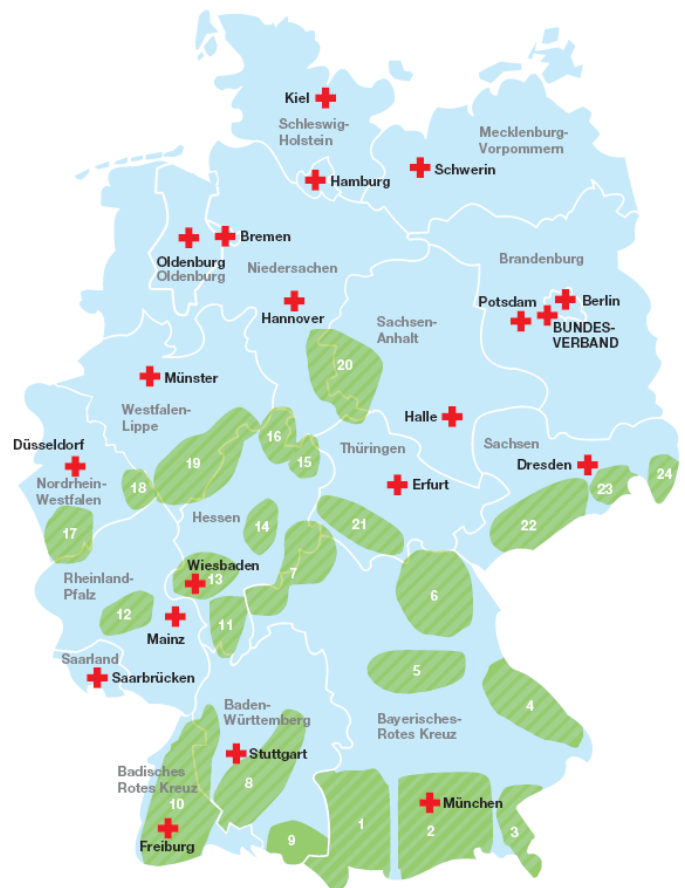 Kiel
Schleswig-
Holstein
Mecklenburg-
Vorpommern
Schwerin
Hamburg
Bremen
Oldenburg
Oldenburg
Niedersachen
Brandenburg
Potsdam
Berlin
BUNDES-
VERBAND
Hannover
Sachsen-
Anhalt
20
Münster
Westfalen-
Lippe
Halle
16
Düsseldorf
Thüringen
Sachsen
19
15
Dresden
24
Nordrhein-
Westfalen
18
Erfurt
23
17
Hessen
14
21
22
Wiesbaden
13
7
Rheinland-
Pfalz
6
12
11
Mainz
Saarland
Saarbrücken
5
4
Baden-
Württemberg
Bayerisches-
Rotes Kreuz
Stuttgart
Badisches
Rotes Kreuz
8
10
München
1
2
3
9
Freiburg